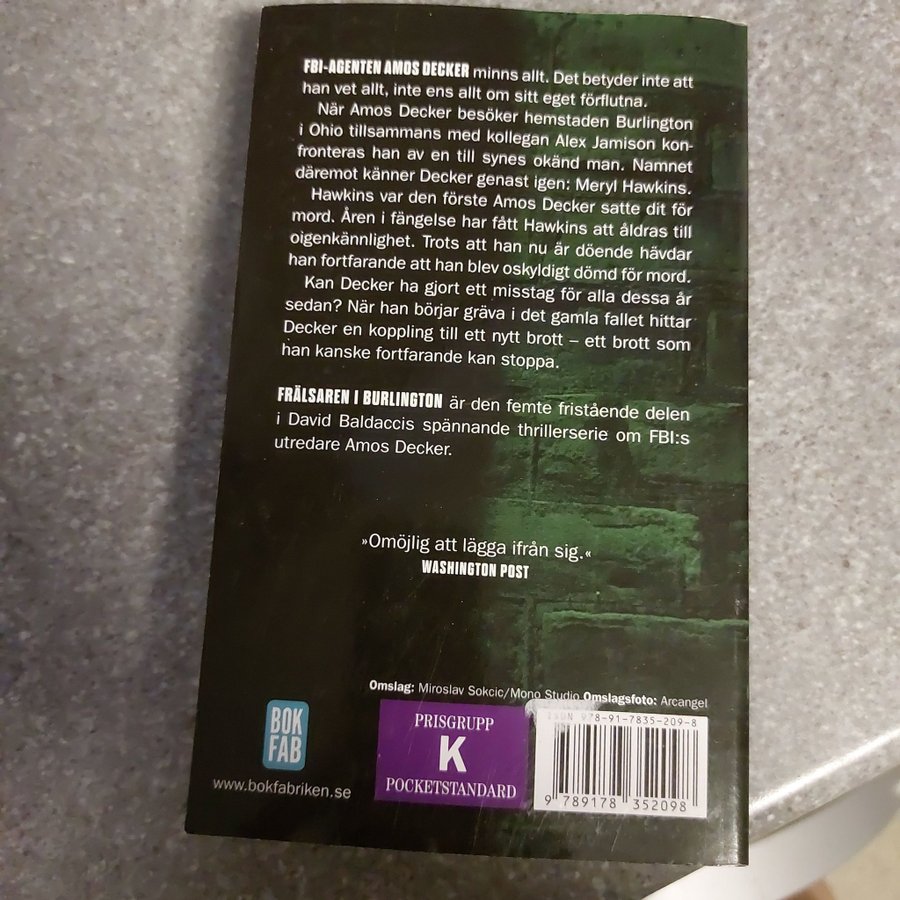 FBI-AGENTEN AMOS DECKER minns allt. Det betyder inte att
han vet allt, inte ens allt om sitt eget förflutna.
När Amos Decker besöker hemstaden Burlington
i Ohio tillsammans med kollegan Alex Jamison kon-
fronteras han av en till synes okänd man. Namnet
däremot känner Decker genast igen: Meryl Hawkins.
Hawkins var den förste Amos Decker satte dit för
mord. Åren i fängelse har fått Hawkins att åldras till
oigenkännlighet. Trots att han nu är döende hävdar
han fortfarande att han blev oskyldigt dömd för mord.
Kan Decker ha gjort ett misstag för alla dessa år
sedan? När han börjar gräva i det gamla fallet hittar
Decker en koppling till ett nytt brott – ett brott som
han kanske fortfarande kan stoppa.
FRÄLSAREN I BURLINGTON är den femte fristående delen
i David Baldaccis spännande thrillerserie om FBI:s
utredare Amos Decker.
»Omöjlig att lägga ifrån sig.«
WASHINGTON POST
Omslag: Miroslav Sokcic/Mono Studio Omslagsfoto: Arcangel
BOK
FAB
www.bokfabriken.se
PRISGRUPP
K
POCKETSTANDARD
ISBN 978-91-7835-209-8
9 789178 352098